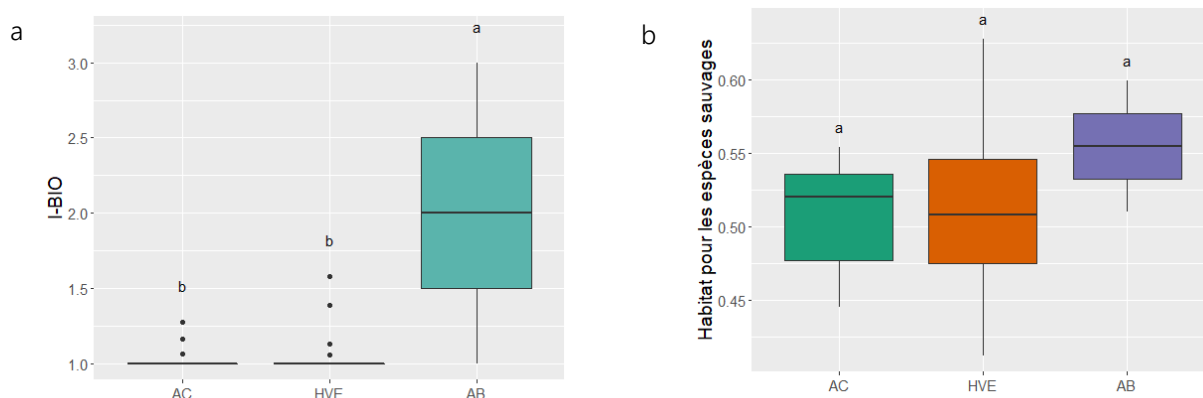 a
I-BIO
3.0
2.5
2.0
1.5
1.0
b
b
a
AC
HVE
AB
b
Habitat pour les espèces sauvages
0.60
0.55
0.50
0.45
a
a
a
AC
HVE
AB